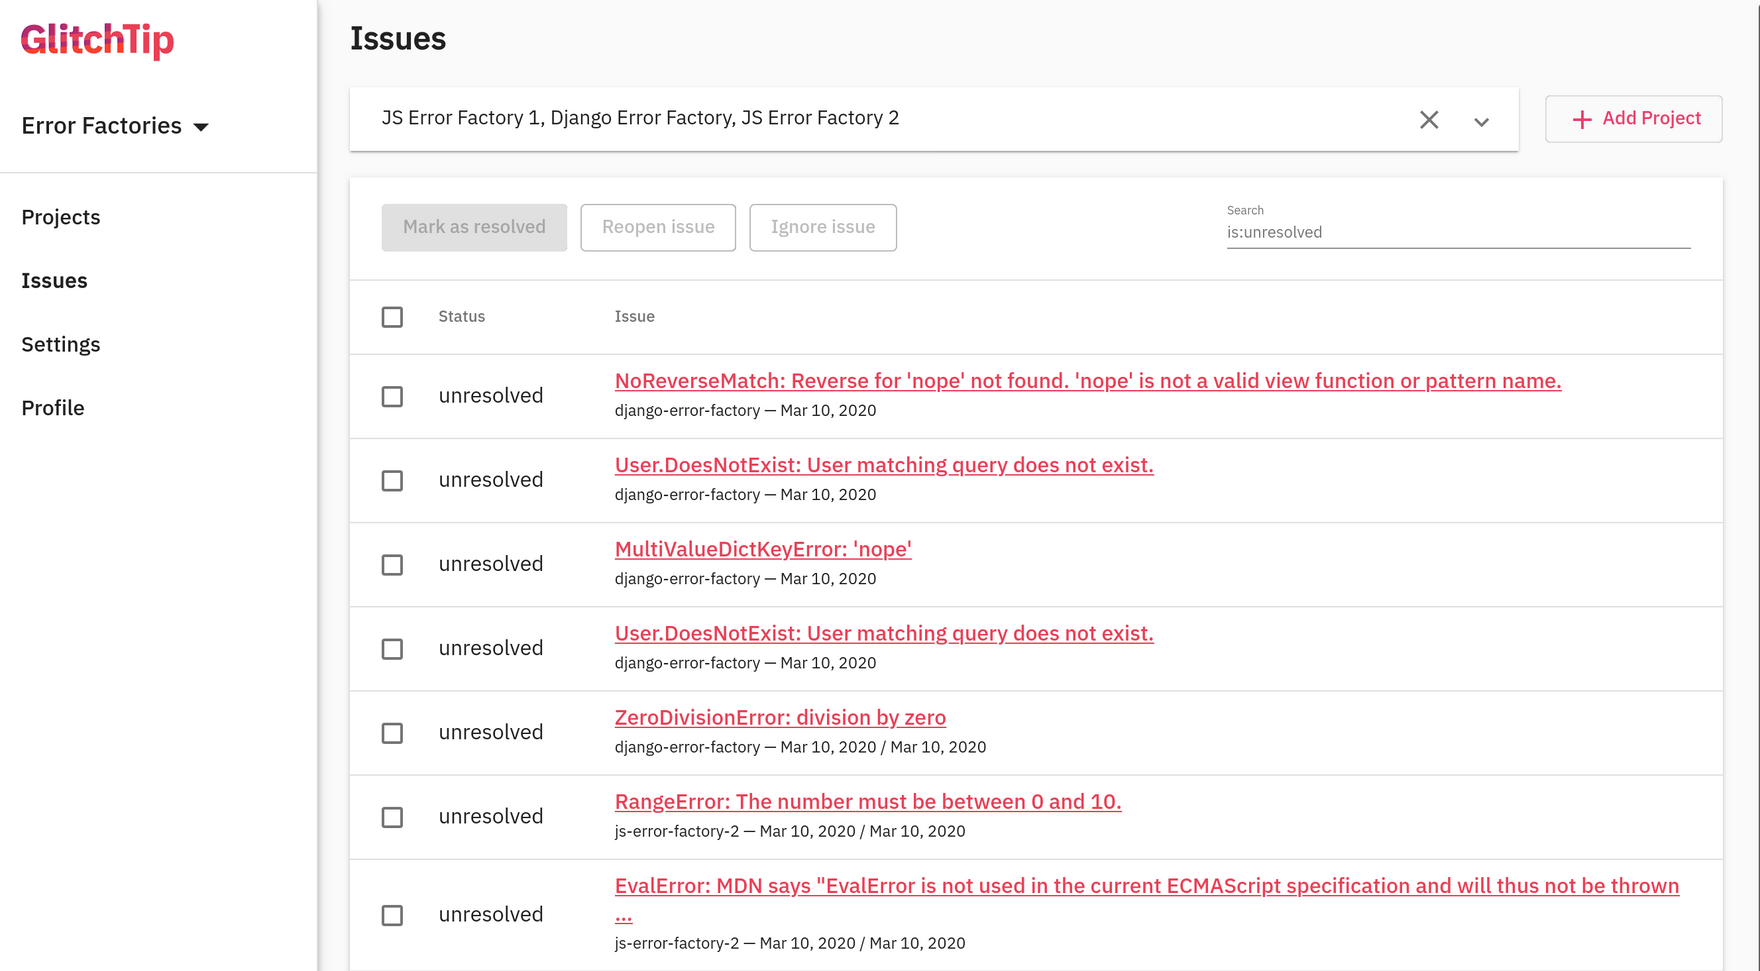 GlitchTip
Error Factories
Projects
Issues
Settings
Profile
Issues
JS Error Factory 1, Django Error Factory, JS Error Factory 2
Add Project
Mark as resolved
Reopen issue
Ignore issue
Search
is:unresolved
Status Issue
unresolved
NoReverseMatch: Reverse for 'nope' not found. 'nope' is not a valid view function or pattern name.
django-error-factory — Mar 10, 2020
unresolved
User.DoesNotExist: User matching query does not exist.
django-error-factory — Mar 10, 2020
unresolved
MultiValueDictKeyError: 'nope'
django-error-factory — Mar 10, 2020
unresolved
User.DoesNotExist: User matching query does not exist.
django-error-factory — Mar 10, 2020
unresolved
ZeroDivisionError: division by zero
django-error-factory — Mar 10, 2020 / Mar 10, 2020
unresolved
RangeError: The number must be between 0 and 10.
js-error-factory-2 — Mar 10, 2020 / Mar 10, 2020
unresolved
EvalError: MDN says "EvalError is not used in the current ECMAScript specification and will thus not be thrown
...
js-error-factory-2 — Mar 10, 2020 / Mar 10, 2020